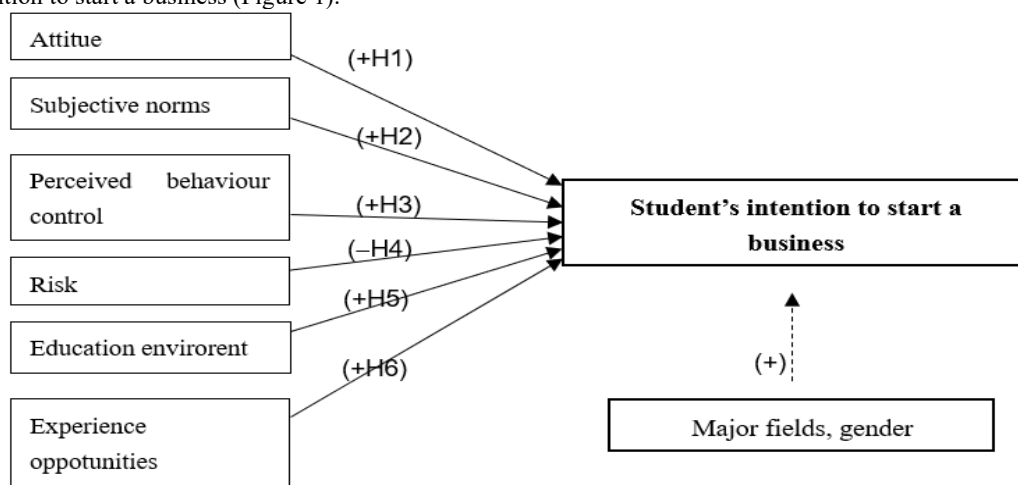 ntion to start a business (Figure 1).
Attitue
(+H1)
Subjective norms
(+H2)
Perceived behaviour
control
(+H3)
(−H4)
Risk
(+H5)
Education envirorent
(+H6)
Experience
oppotunities
Student's intention to start a
business
(+)
Major fields, gender